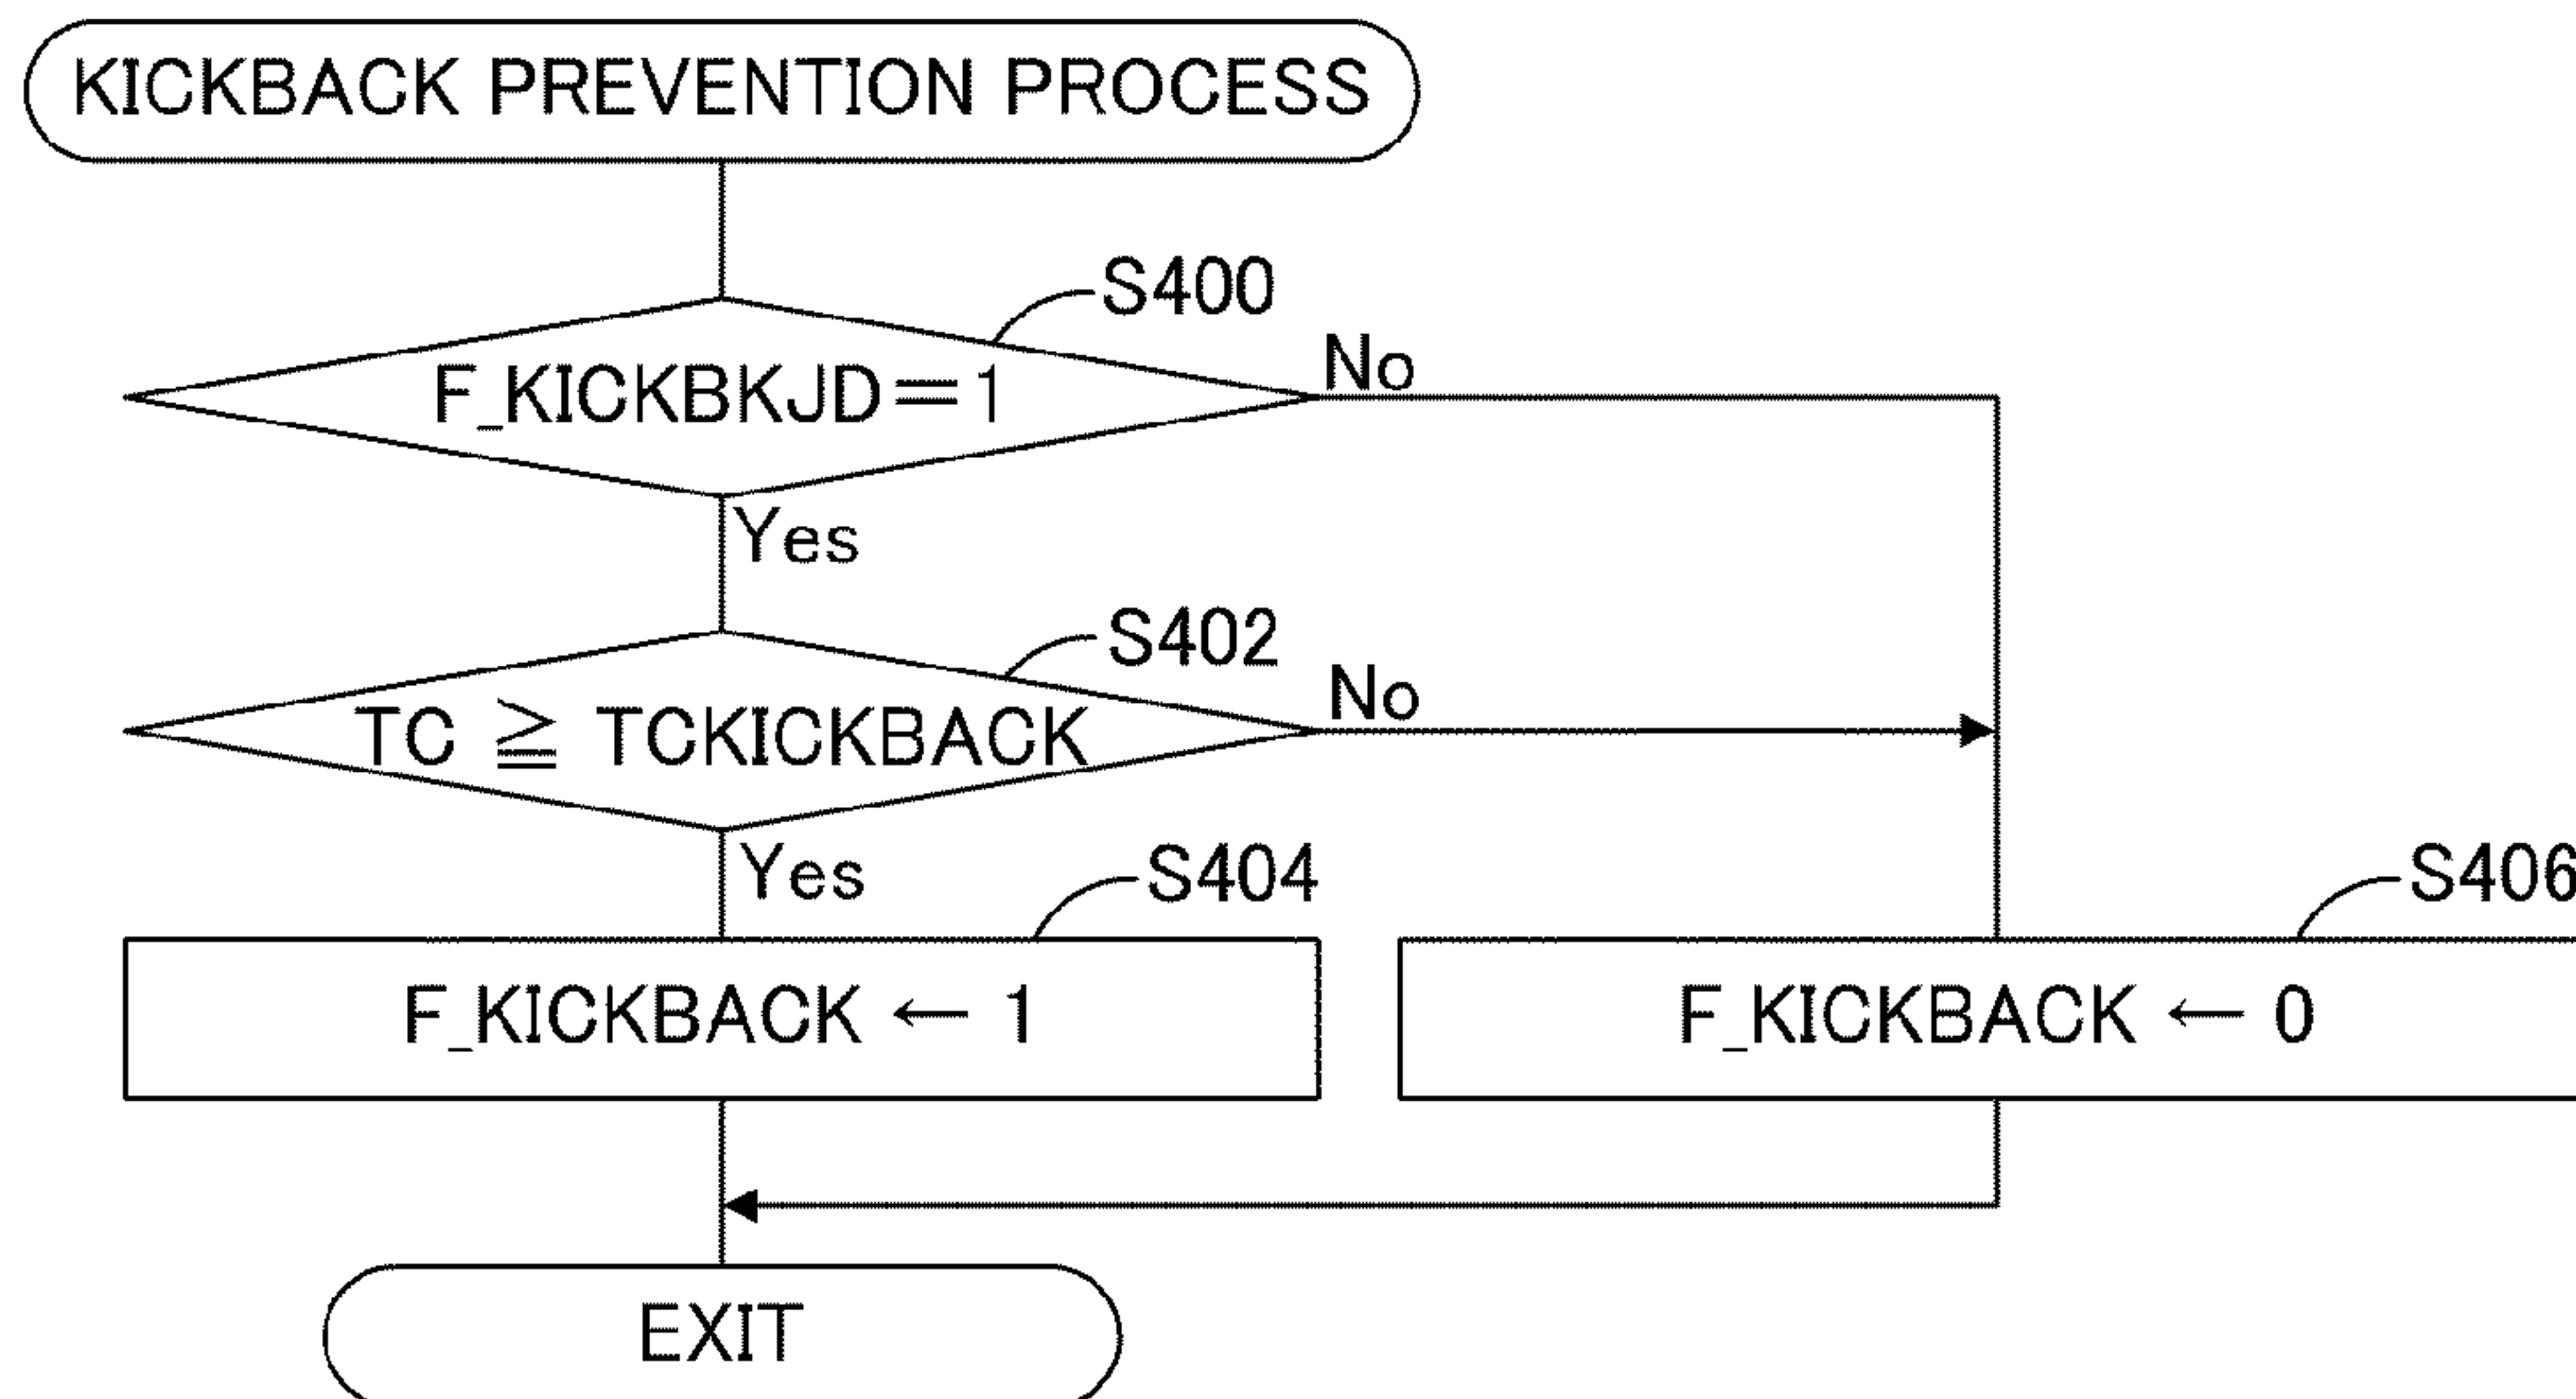 KICKBACK PREVENTION PROCESS
S400
F_KICKBKJD=1
No
Yes
S402
TC ≧ TCKICKBACK
No
Yes
S404
F_KICKBACK ← 1
S406
F_KICKBACK ← 0
EXIT